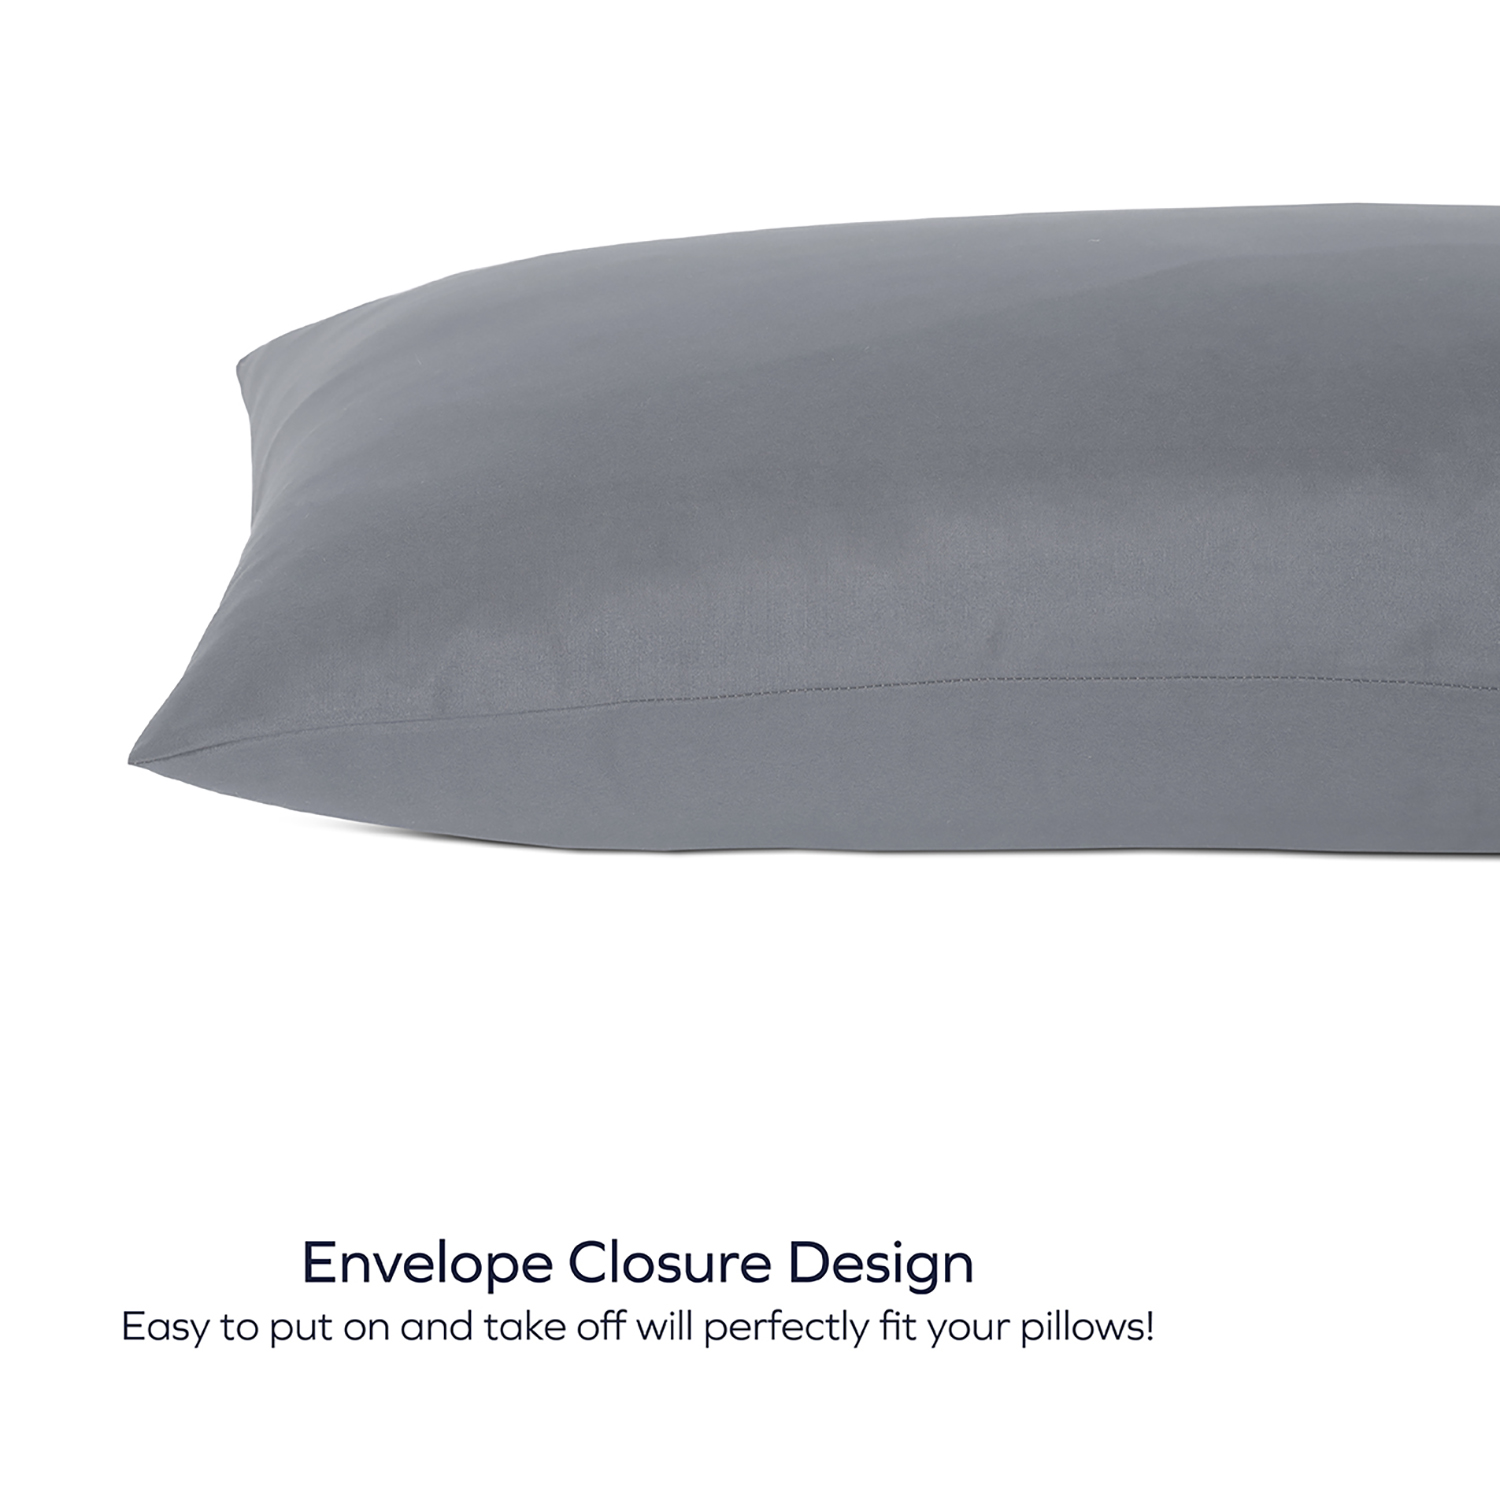 Envelope Closure Design
Easy to put on and take off will perfectly fit your pillows!